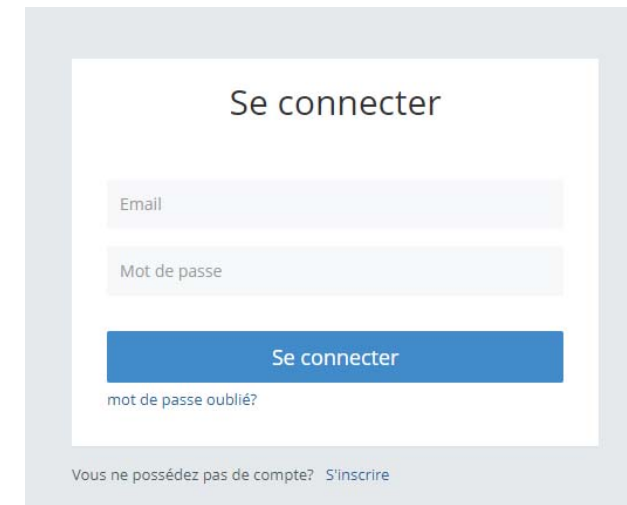 Se connecter
Email
Mot de passe
Se connecter
mot de passe oublié?
Vous ne possédez pas de compte? S'inscrire